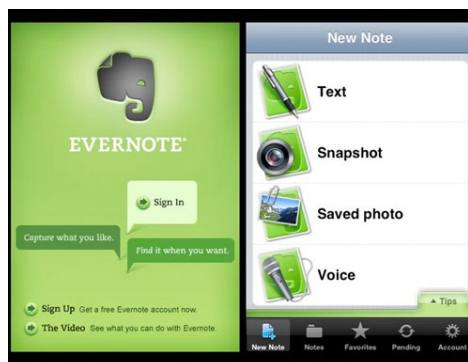 EVERNOTE®
Sign In
Capture what you like.
Find it when you want.
Sign Up Get a free Evernote account now.
The Video See what you can do with Evernote.
New Note
Text
Snapshot
Saved photo
Voice
Tips
New Note Notes Favorites Pending Account